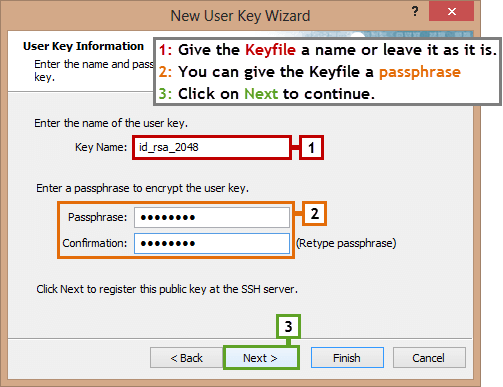 New User Key Wizard
? ×
User Key Information
Enter the name and pass
key.
1: Give the Keyfile a name or leave it as it is.
2: You can give the Keyfile a passphrase
3: Click on Next to continue.
Enter the name of the user key.
Key Name: id_rsa_2048 1
Enter a passphrase to encrypt the user key.
Passphrase: ●●●●●●●●
2
Confirmation: ●●●●●●●● (Retype passphrase)
Click Next to register this public key at the SSH server.
3
< Back Next > Finish Cancel